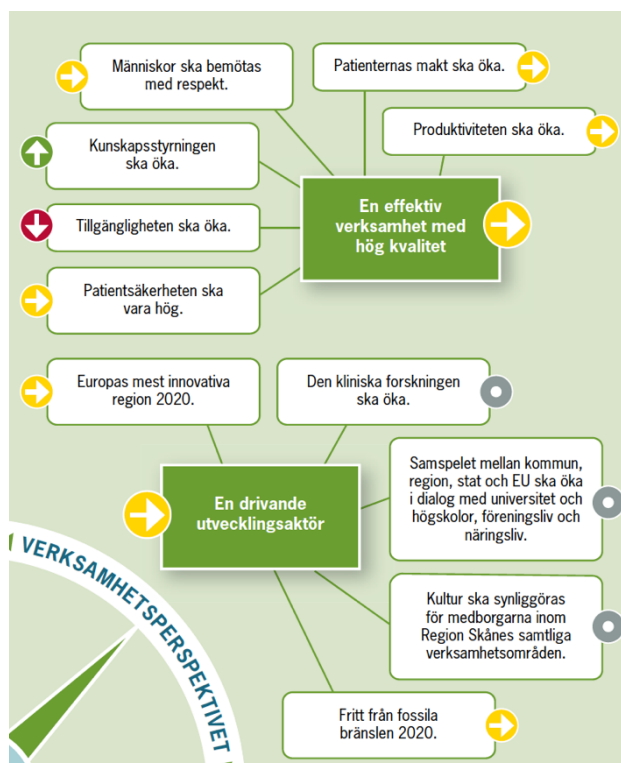 Människor ska bemötas
med respekt.
Patienternas makt ska öka.
Produktiviteten ska öka.
Kunskapsstyrningen
ska öka.
Tillgängligheten ska öka.
Patientsäkerheten ska
vara hög.
En effektiv
verksamhet med
hög kvalitet
Europas mest innovativa
region 2020.
Den kliniska forskningen
ska öka.
En drivande
utvecklingsaktör
Samspelet mellan kommun,
region, stat och EU ska öka
i dialog med universitet och
högskolor, föreningsliv och
näringsliv.
Kultur ska synliggöras
för medborgarna inom
Region Skånes samtliga
verksamhetsområden.
Fritt från fossila
bränslen 2020.
VERKSAMHETSPERSPEKTIVET